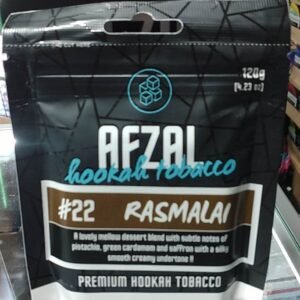 120g
[4.23 oz]
AFZAL
hookah tobacco
#22 RASMALAI
A lovely mellow dessert blend with subtle notes of
pistachio, green cardamom and saffron with a silky
smooth creamy undertone !!
PREMIUM HOOKAH TOBACCO